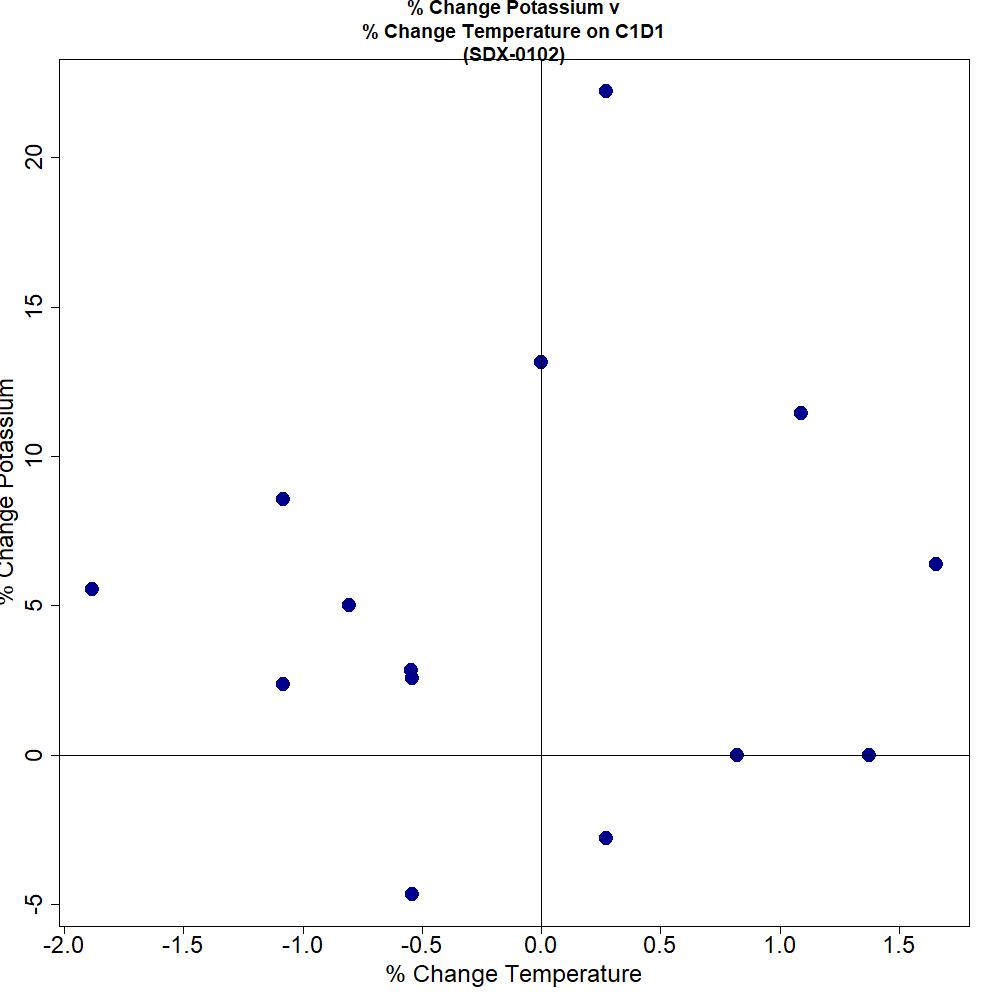 % Change Potassium v
% Change Temperature on C1D1
(SDX-0102)
20
15
10
5
0
-5
% Change Potassium
-2.0 -1.5 -1.0 -0.5 0.0 0.5 1.0 1.5
% Change Temperature